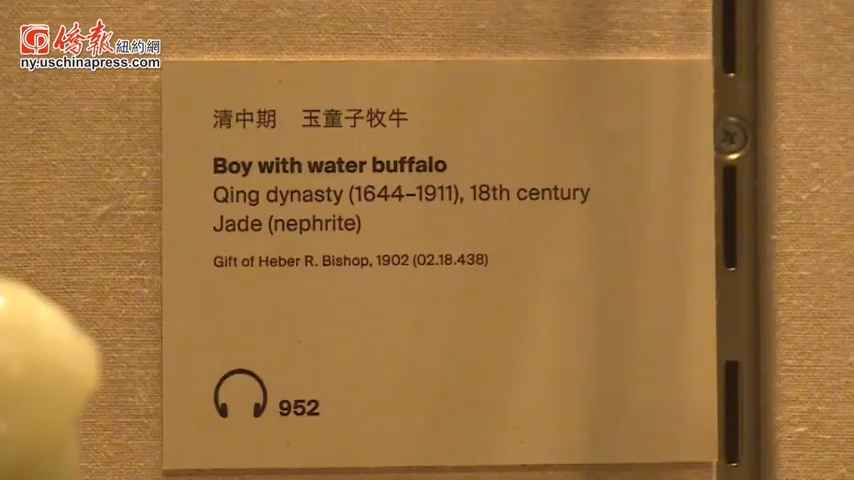 僑報紐約網
ny.uschinapress.com
清中期 玉童子牧牛
Boy with water buffalo
Qing dynasty (1644–1911), 18th century
Jade (nephrite)
Gift of Heber R. Bishop, 1902 (02.18.438)
952